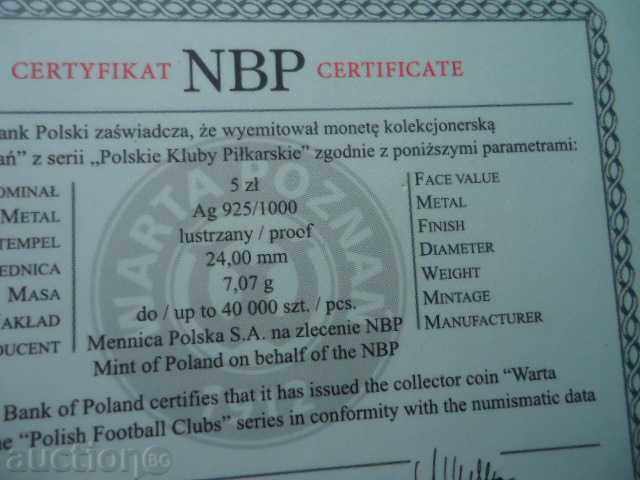 CERTYFIKAT NBP CERTIFICATE
ank Polski zaświadcza, że wyemitował monetę kolekcjonerską
ań” z serii „Polskie Kluby Piłkarskie” zgodnie z poniższymi parametrami:
OMINAŁ 5 zł FACE VALUE
METAL Ag 925/1000 METAL
TEMPEL lustrzany / proof FINISH
EDNICA 24,00 mm DIAMETER
MASA 7,07 g WEIGHT
AKŁAD do / up to 40 000 szt. / pcs. MINTAGE
DUCENT Mennica Polska S.A. na zlecenie NBP MANUFACTURER
Mint of Poland on behalf of the NBP
WARTA POZNAŃ
1912
Bank of Poland certifies that it has issued the collector coin “Warta
e “Polish Football Clubs” series in conformity with the numismatic data
auction BG